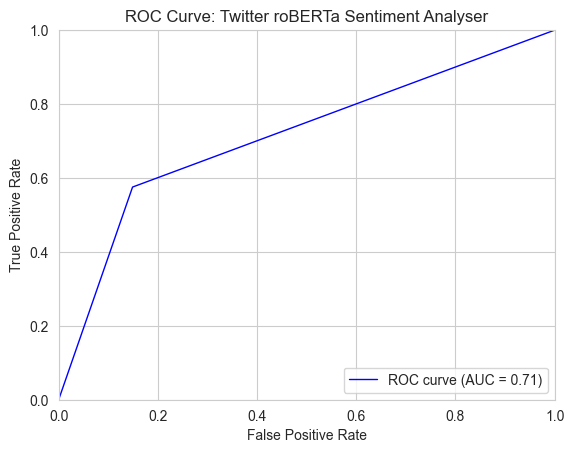 ROC Curve: Twitter roBERTa Sentiment Analyser
1.0
0.8
0.6
0.4
0.2
0.0
True Positive Rate
ROC curve (AUC = 0.71)
0.0 0.2 0.4 0.6 0.8 1.0
False Positive Rate